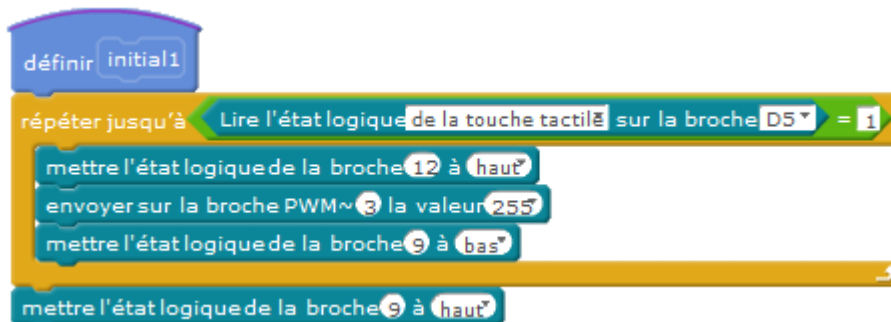 définir initial1
répéter jusqu'à Lire l'état logique de la touche tactile sur la broche D5 = 1
mettre l'état logique de la broche 12 à haut
envoyer sur la broche PWM~ 3 la valeur 255
mettre l'état logique de la broche 9 à bas
mettre l'état logique de la broche 9 à haut